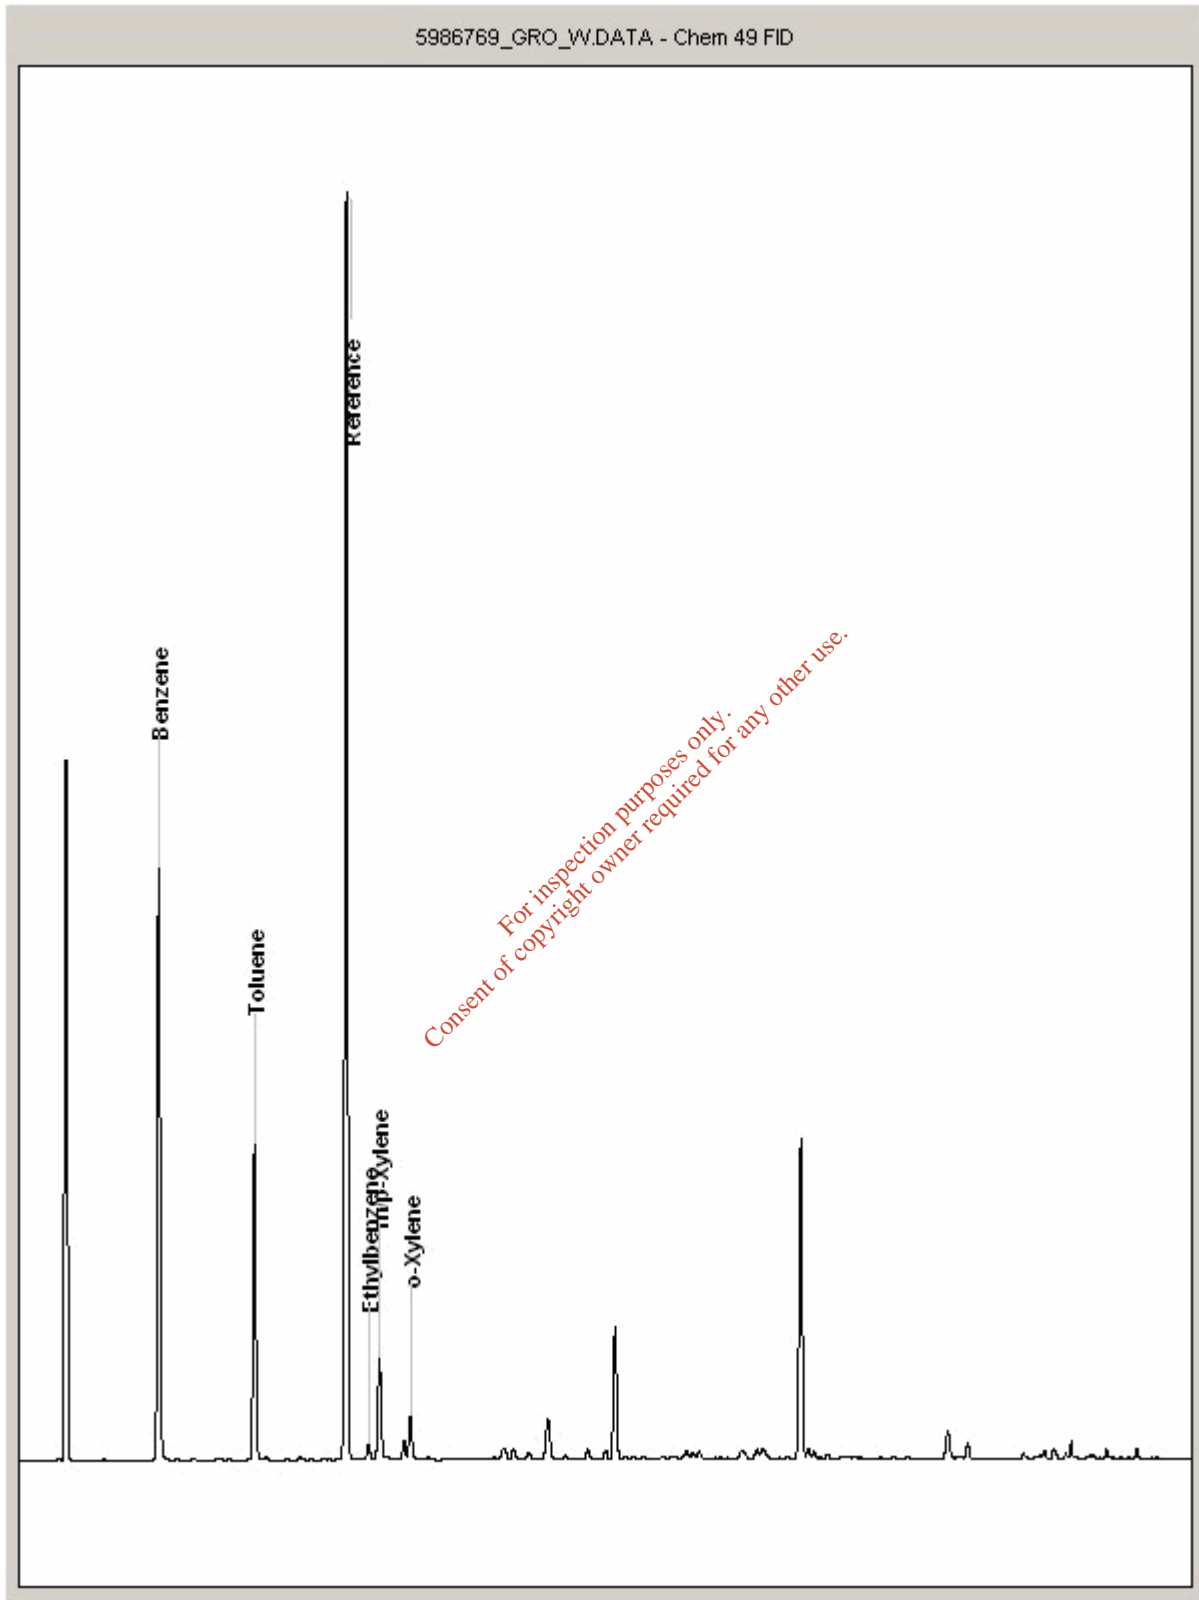 5986769_GRO_W.DATA - Chem 49 FID
Reference
Benzene
Toluene
m/p-Xylene
Ethylbenzene
o-Xylene
For inspection purposes only.
Consent of copyright owner required for any other use.